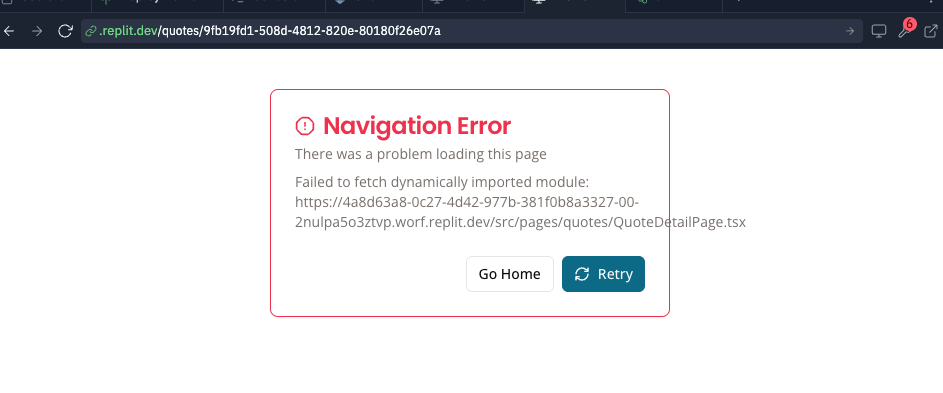 .replit.dev/quotes/9fb19fd1-508d-4812-820e-80180f26e07a
6
Navigation Error
There was a problem loading this page
Failed to fetch dynamically imported module:
https://4a8d63a8-0c27-4d42-977b-381f0b8a3327-00-
2nulpa5o3ztvp.worf.replit.dev/src/pages/quotes/QuoteDetailPage.tsx
Go Home
Retry